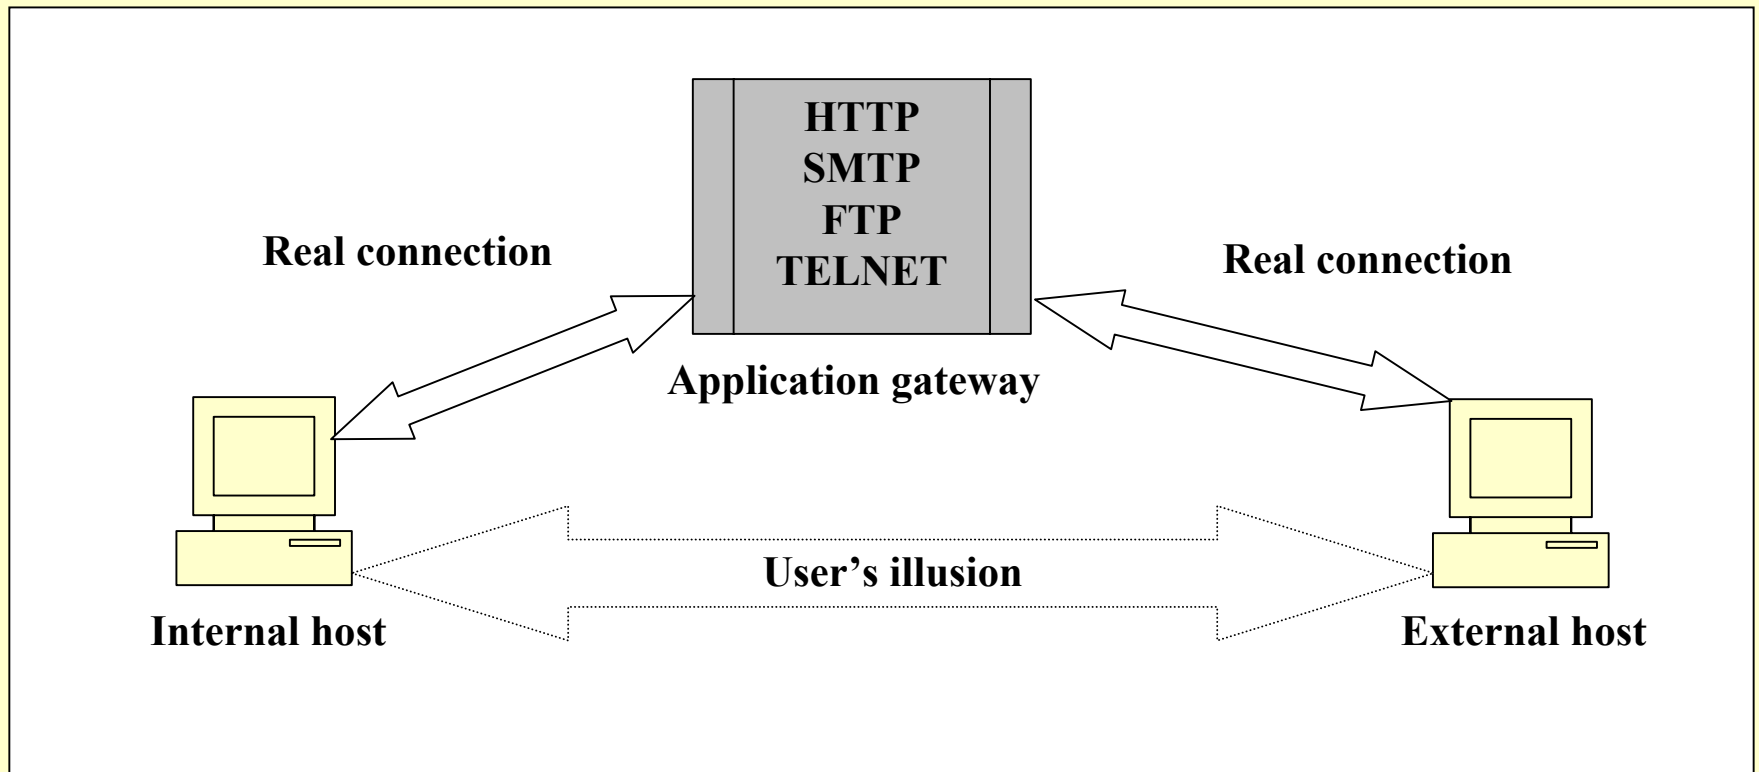 HTTP
SMTP
FTP
TELNET
Real connection
Real connection
Application gateway
User’s illusion
Internal host
External host